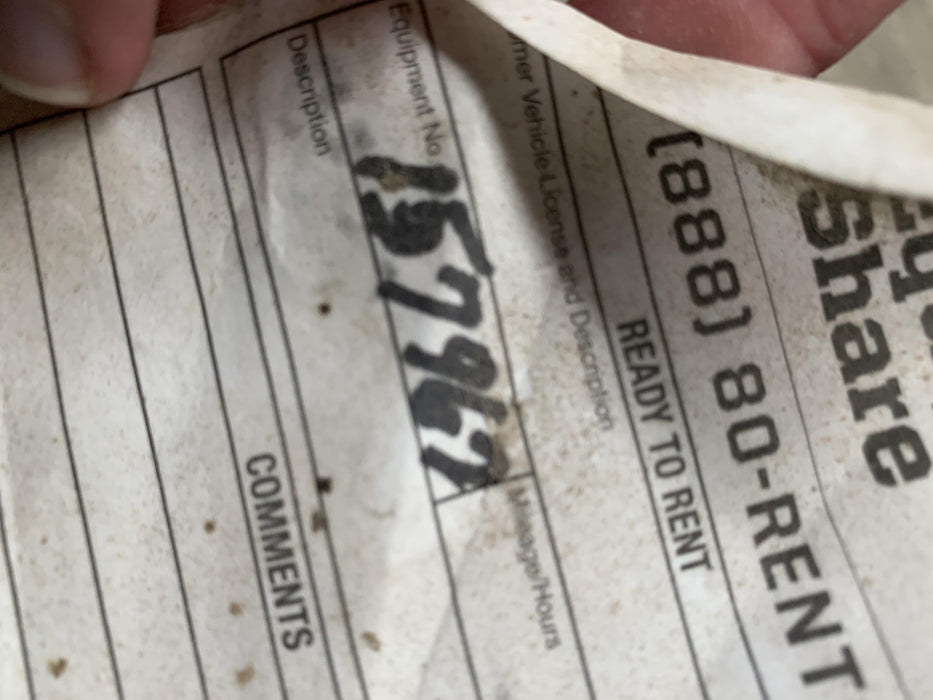 Share
(888) 80-RENT
READY TO RENT
Vehicle License and Description
Equipment No.
157962
Mileage/Hours
Description
COMMENTS